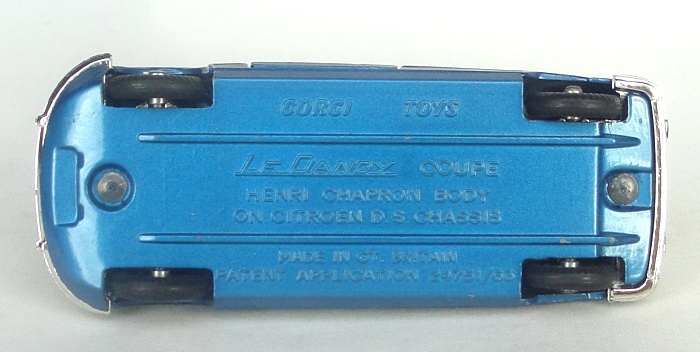 CORGI TOYS
LE DANDY COUPE
HENRI CHAPRON BODY
ON CITROEN D.S. CHASSIS
MADE IN GT. BRITAIN
PATENT APPLICATION